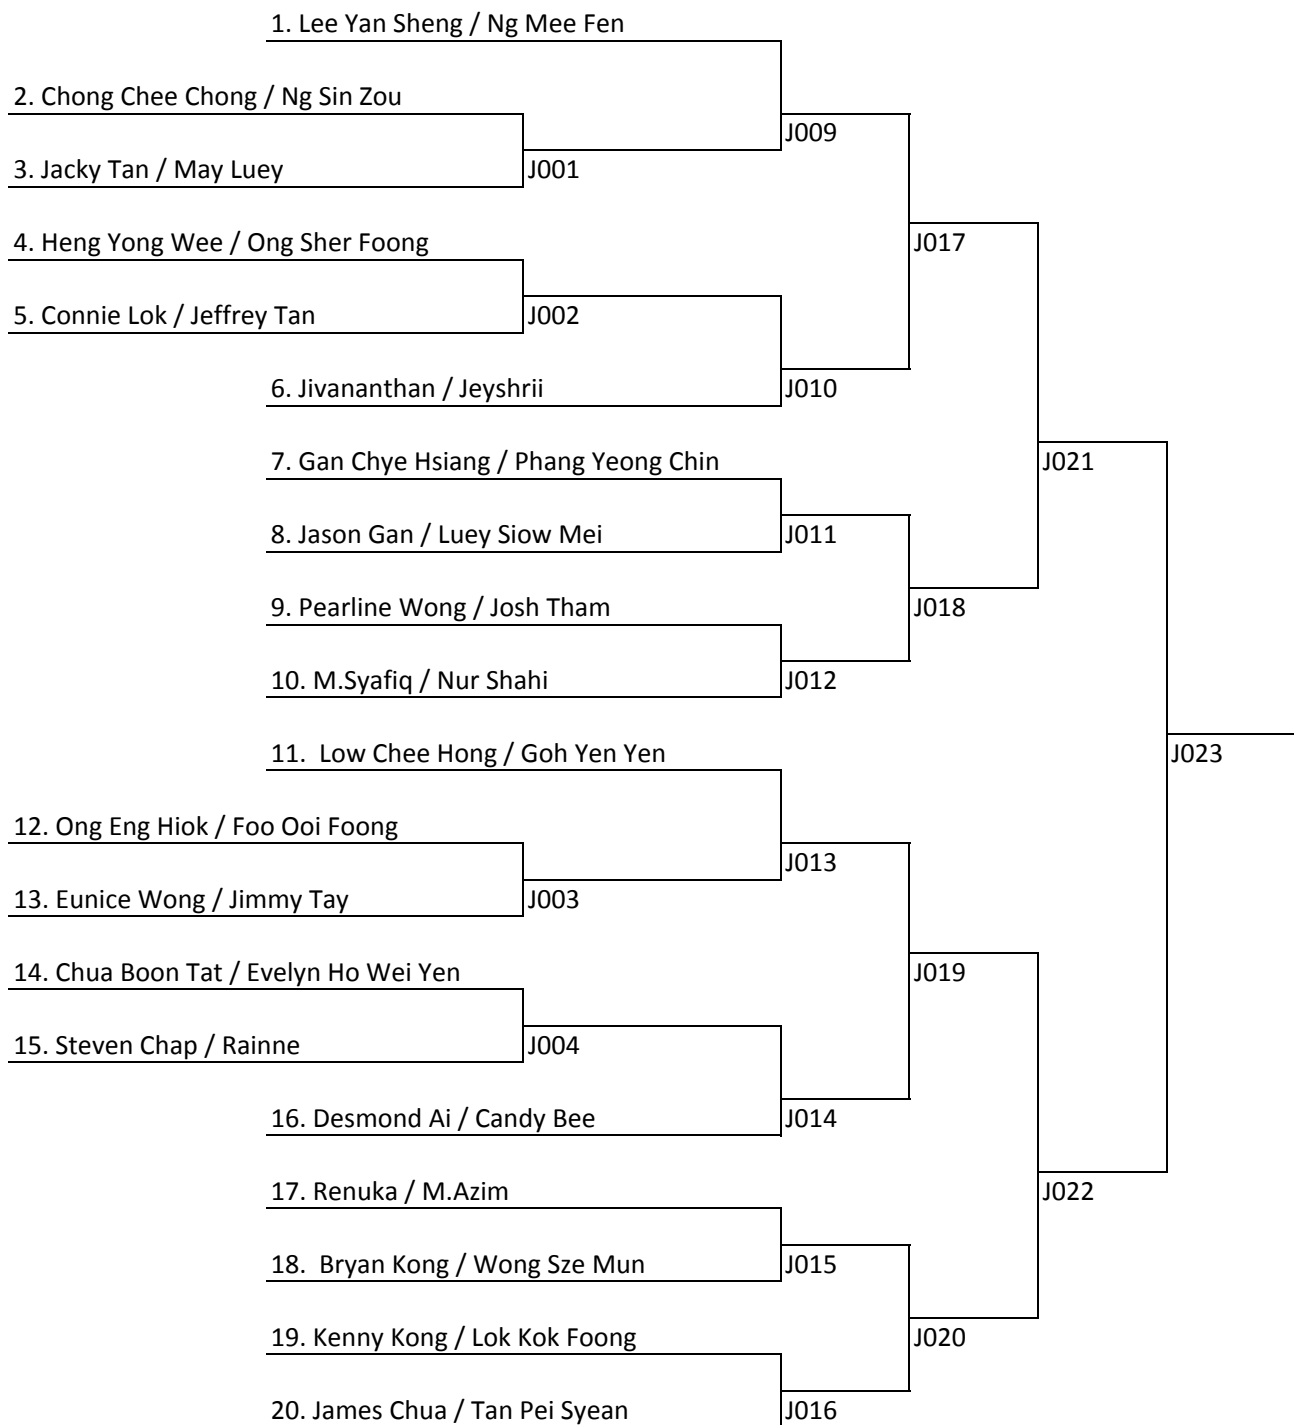 1. Lee Yan Sheng / Ng Mee Fen
2. Chong Chee Chong / Ng Sin Zou
J009
3. Jacky Tan / May Luey
J001
4. Heng Yong Wee / Ong Sher Foong
J017
5. Connie Lok / Jeffrey Tan
J002
6. Jivananthan / Jeyshrii
J010
7. Gan Chye Hsiang / Phang Yeong Chin
J021
8. Jason Gan / Luey Siow Mei
J011
9. Pearline Wong / Josh Tham
J018
10. M.Syafiq / Nur Shahi
J012
11.  Low Chee Hong / Goh Yen Yen
J023
12. Ong Eng Hiok / Foo Ooi Foong
J013
13. Eunice Wong / Jimmy Tay
J003
14. Chua Boon Tat / Evelyn Ho Wei Yen
J019
15. Steven Chap / Rainne
J004
16. Desmond Ai / Candy Bee
J014
17. Renuka / M.Azim
J022
18.  Bryan Kong / Wong Sze Mun
J015
19. Kenny Kong / Lok Kok Foong
J020
20. James Chua / Tan Pei Syean
J016